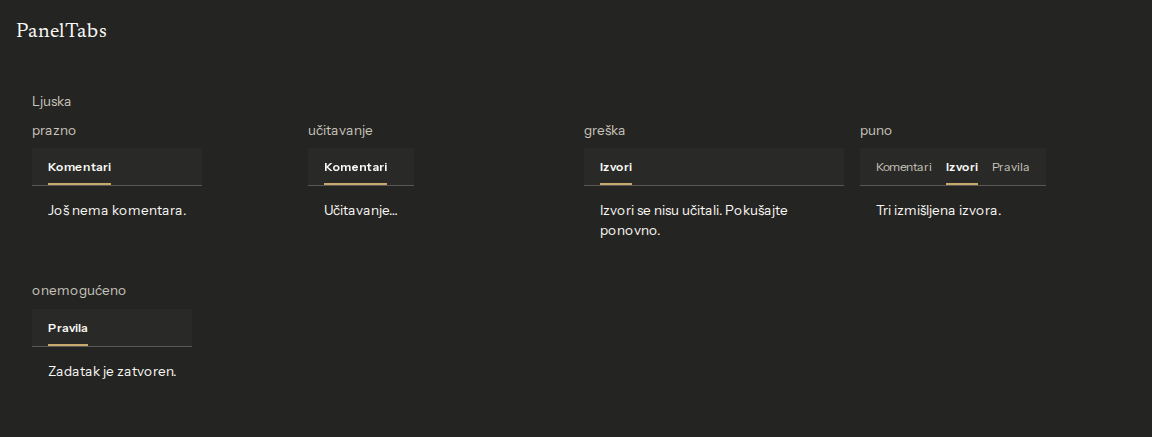 PanelTabs
Ljuska
prazno
Komentari
Još nema komentara.
učitavanje
Komentari
Učitavanje…
greška
Izvori
Izvori se nisu učitali. Pokušajte
ponovno.
puno
Komentari Izvori Pravila
Tri izmišljena izvora.
onemogućeno
Pravila
Zadatak je zatvoren.